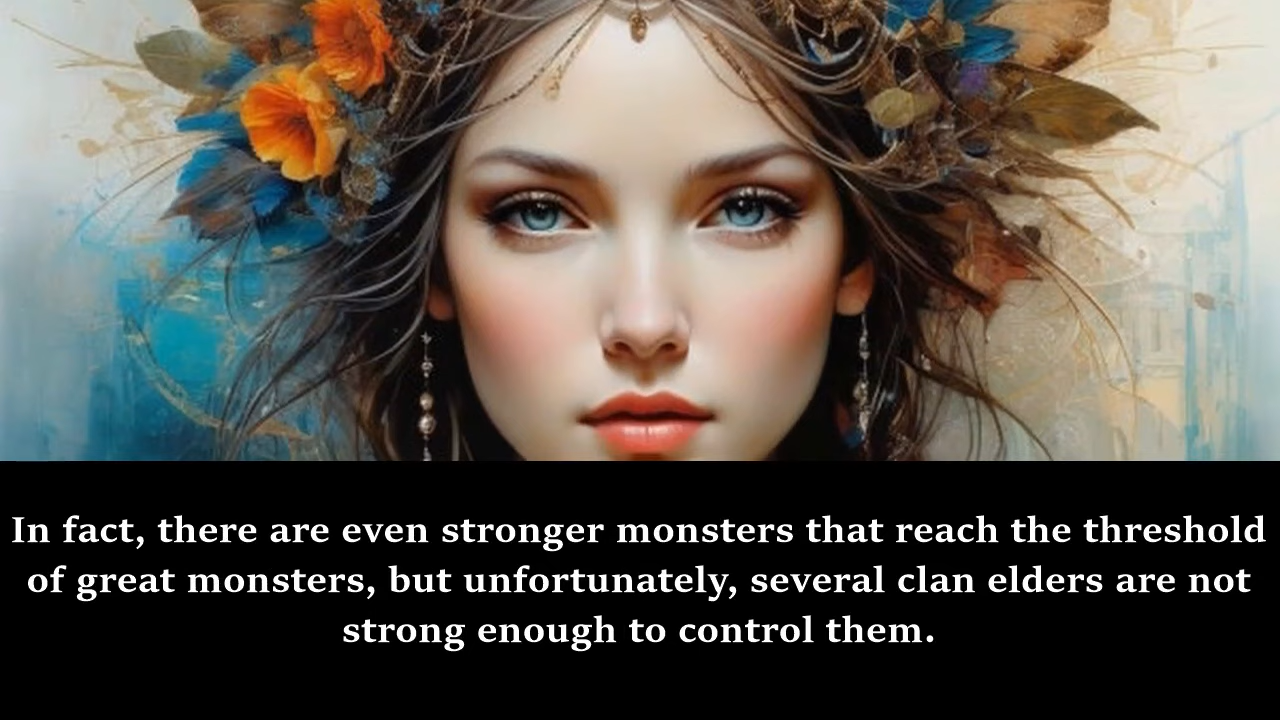 In fact, there are even stronger monsters that reach the threshold
of great monsters, but unfortunately, several clan elders are not
strong enough to control them.